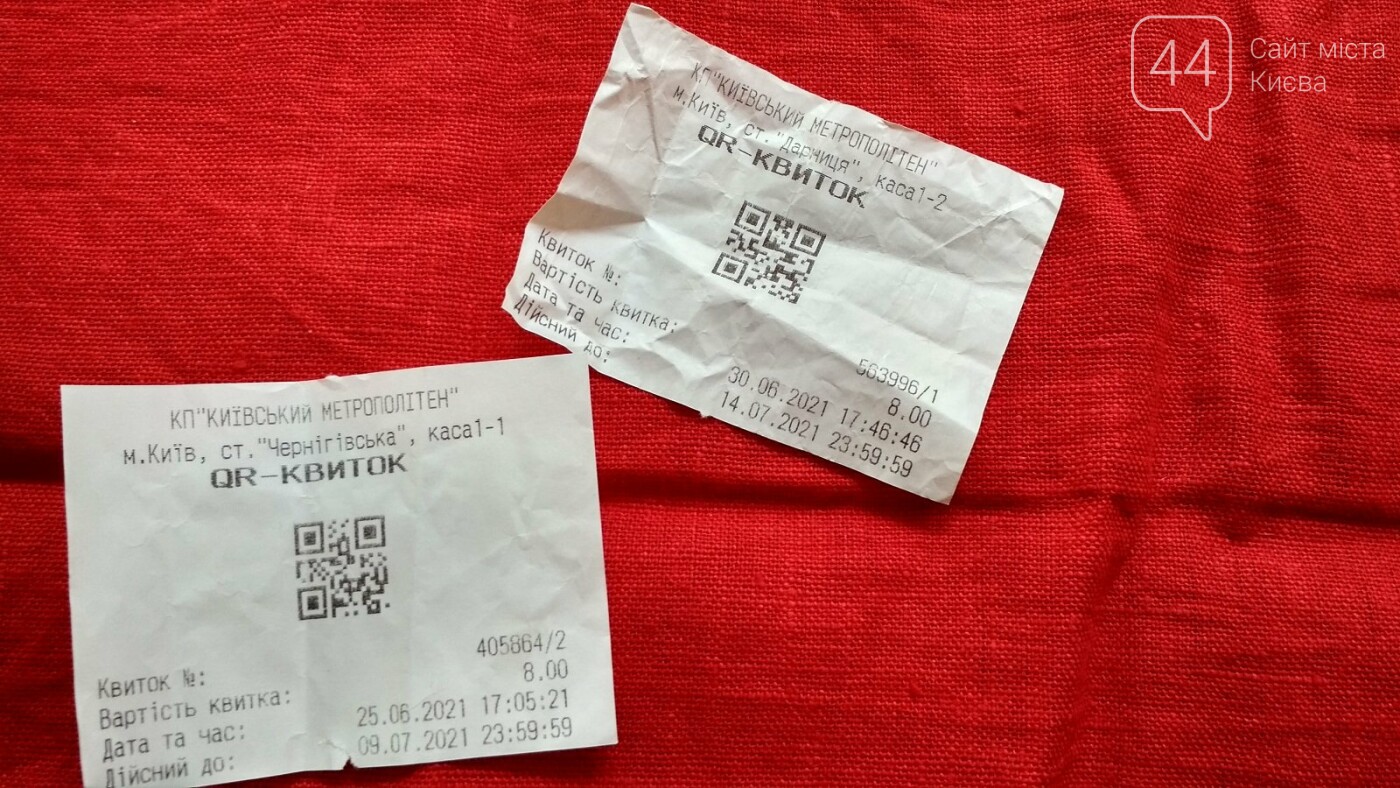 44
Сайт міста
Києва
КП"КИЇВСЬКИЙ МЕТРОПОЛІТЕН"
м.Київ, ст."Дарниця", каса1-2
QR-КВИТОК
Квиток №: 563996/1
Вартість квитка: 8.00
Дата та час: 30.06.2021 17:46:46
Дійсний до: 14.07.2021 23:59:59
КП"КИЇВСЬКИЙ МЕТРОПОЛІТЕН"
м.Київ, ст."Чернігівська", каса1-1
QR-КВИТОК
Квиток №: 405864/2
Вартість квитка: 8.00
Дата та час: 25.06.2021 17:05:21
Дійсний до: 09.07.2021 23:59:59